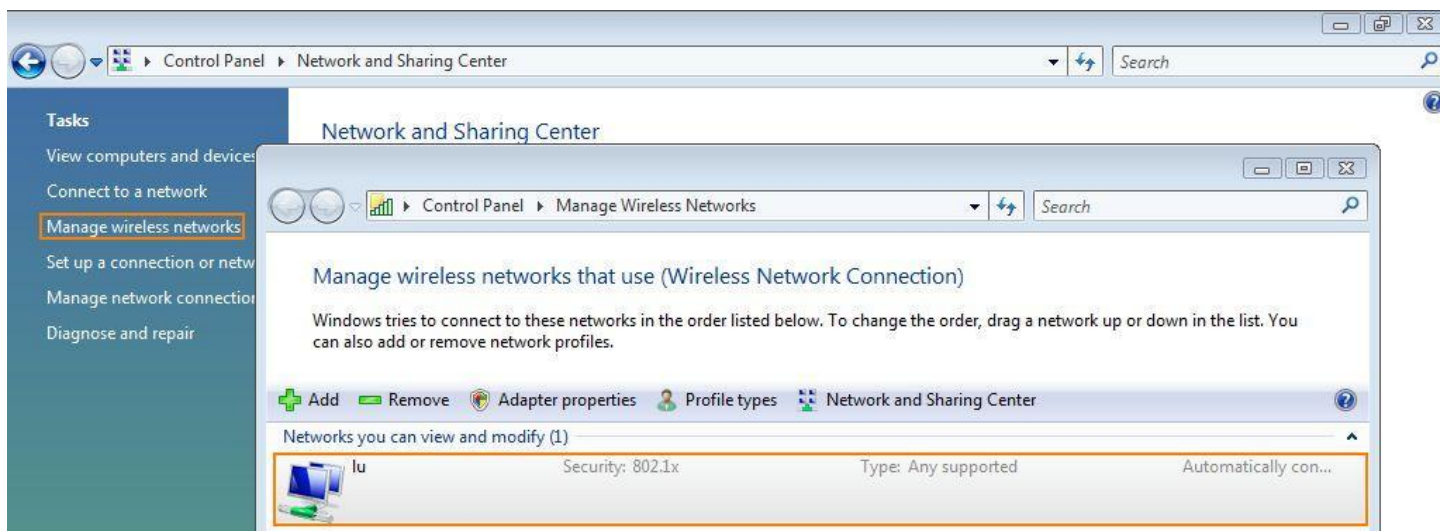 Control Panel Network and Sharing Center Search
Tasks
View computers and devices
Connect to a network
Manage wireless networks
Set up a connection or netw
Manage network connection
Diagnose and repair
Network and Sharing Center
Control Panel Manage Wireless Networks Search
Manage wireless networks that use (Wireless Network Connection)
Windows tries to connect to these networks in the order listed below. To change the order, drag a network up or down in the list. You
can also add or remove network profiles.
Add Remove Adapter properties Profile types Network and Sharing Center
Networks you can view and modify (1)
lu Security: 802.1x Type: Any supported Automatically con...